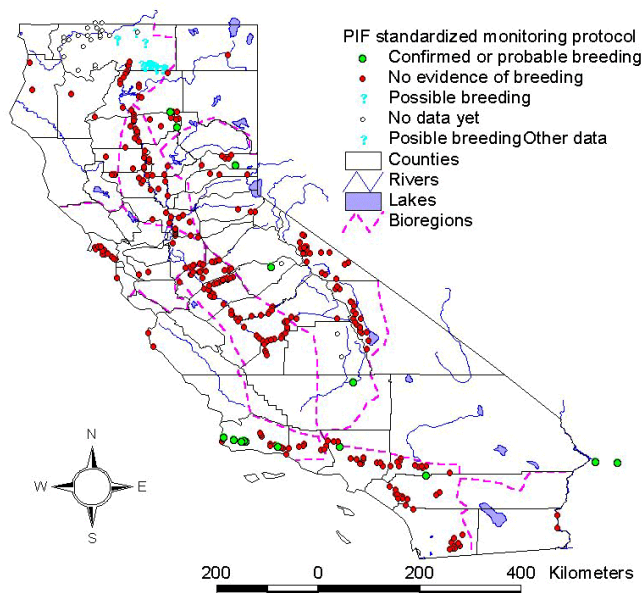 PIF standardized monitoring protocol
Confirmed or probable breeding
No evidence of breeding
? Possible breeding
No data yet
? Posible breedingOther data
Counties
Rivers
Lakes
Bioregions
N
W E
S
200 0 200 400 Kilometers